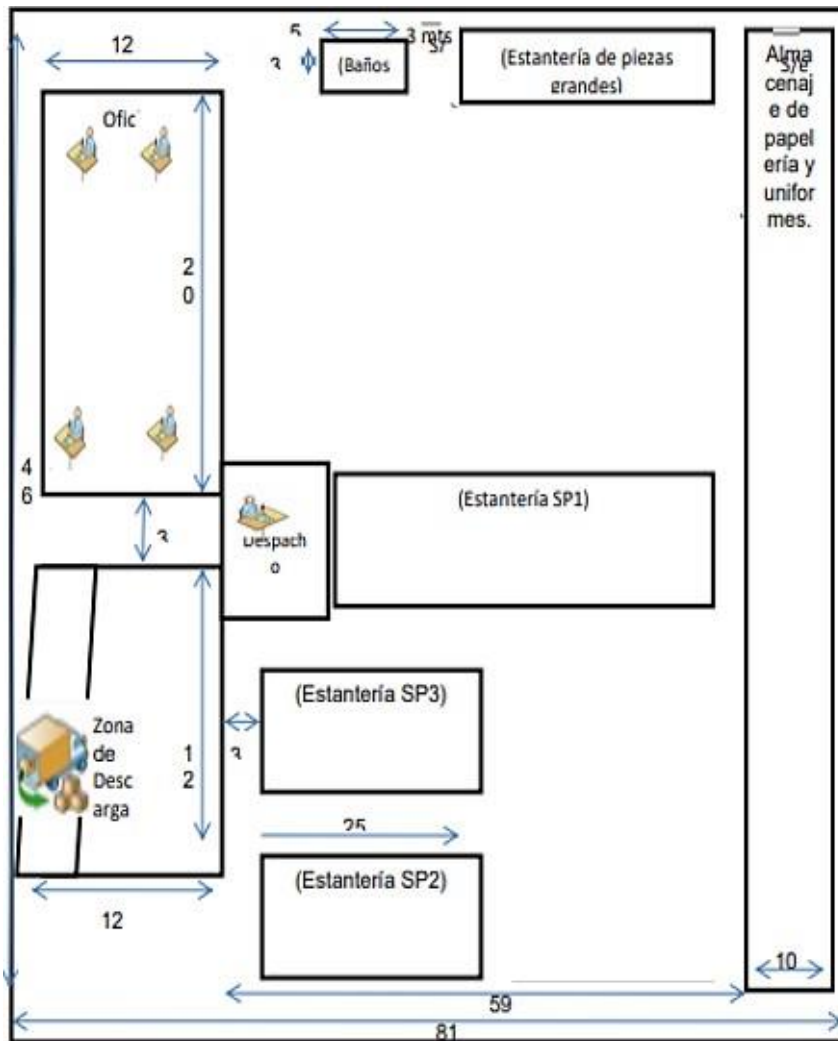 12
3 mts
(Baños
(Estantería de piezas
grandes)
S/e
Alma
cenaj
e de
papel
ería y
unifor
mes.
Ofic
2
0
4
6
(Estantería SP1)
Despach
o
(Estantería SP3)
Zona
de
Desc
arga
1
2
25
(Estantería SP2)
12
10
59
81